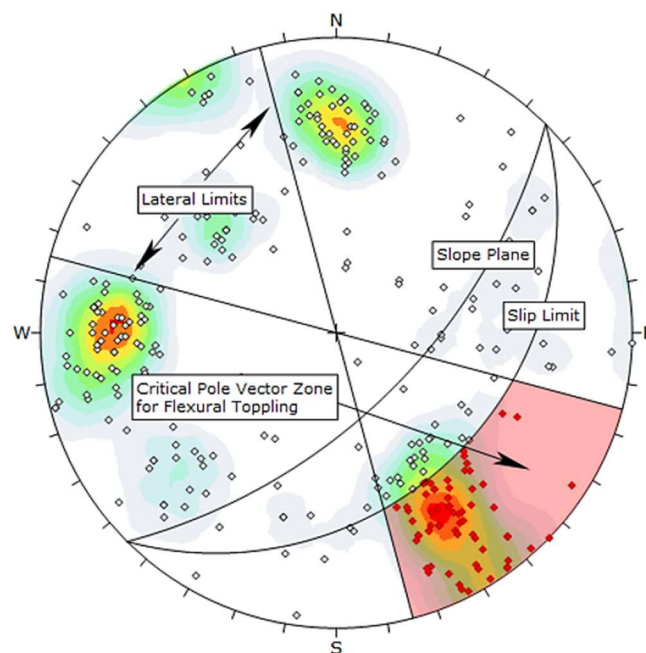 N
Lateral Limits
Slope Plane
Slip Limit
W
E
Critical Pole Vector Zone
for Flexural Toppling
S